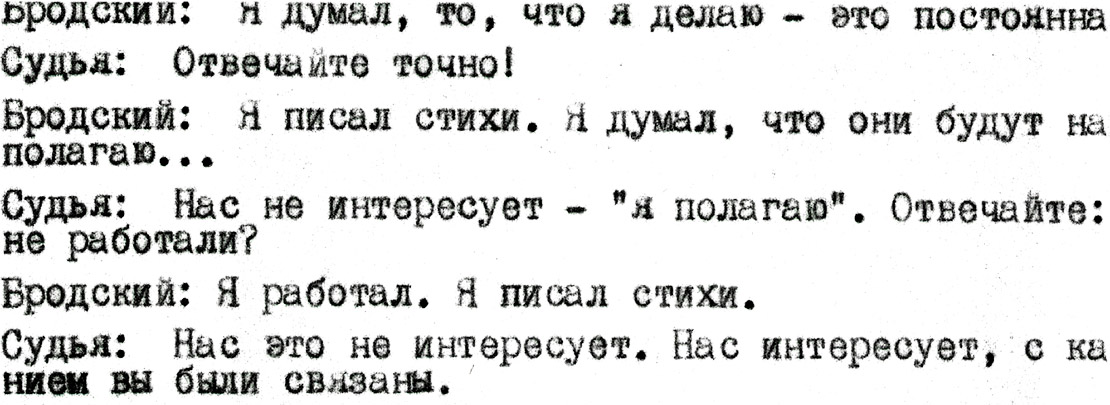 Бродский: Я думал, то, что я делаю - это постоянна
Судья: Отвечайте точно!
Бродский: Я писал стихи. Я думал, что они будут на
полагаю...
Судья: Нас не интересует - "я полагаю". Отвечайте:
не работали?
Бродский: Я работал. Я писал стихи.
Судья: Нас это не интересует. Нас интересует, с ка
нием вы были связаны.